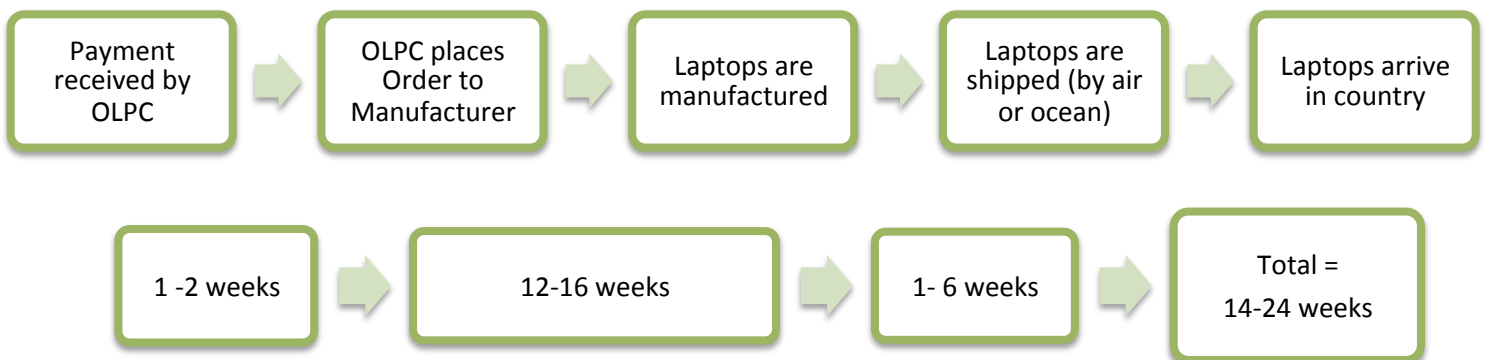 Payment
received by
OLPC
OLPC places
Order to
Manufacturer
Laptops are
manufactured
Laptops are
shipped (by air
or ocean)
Laptops arrive
in country
1 -2 weeks
12-16 weeks
1- 6 weeks
Total =
14-24 weeks